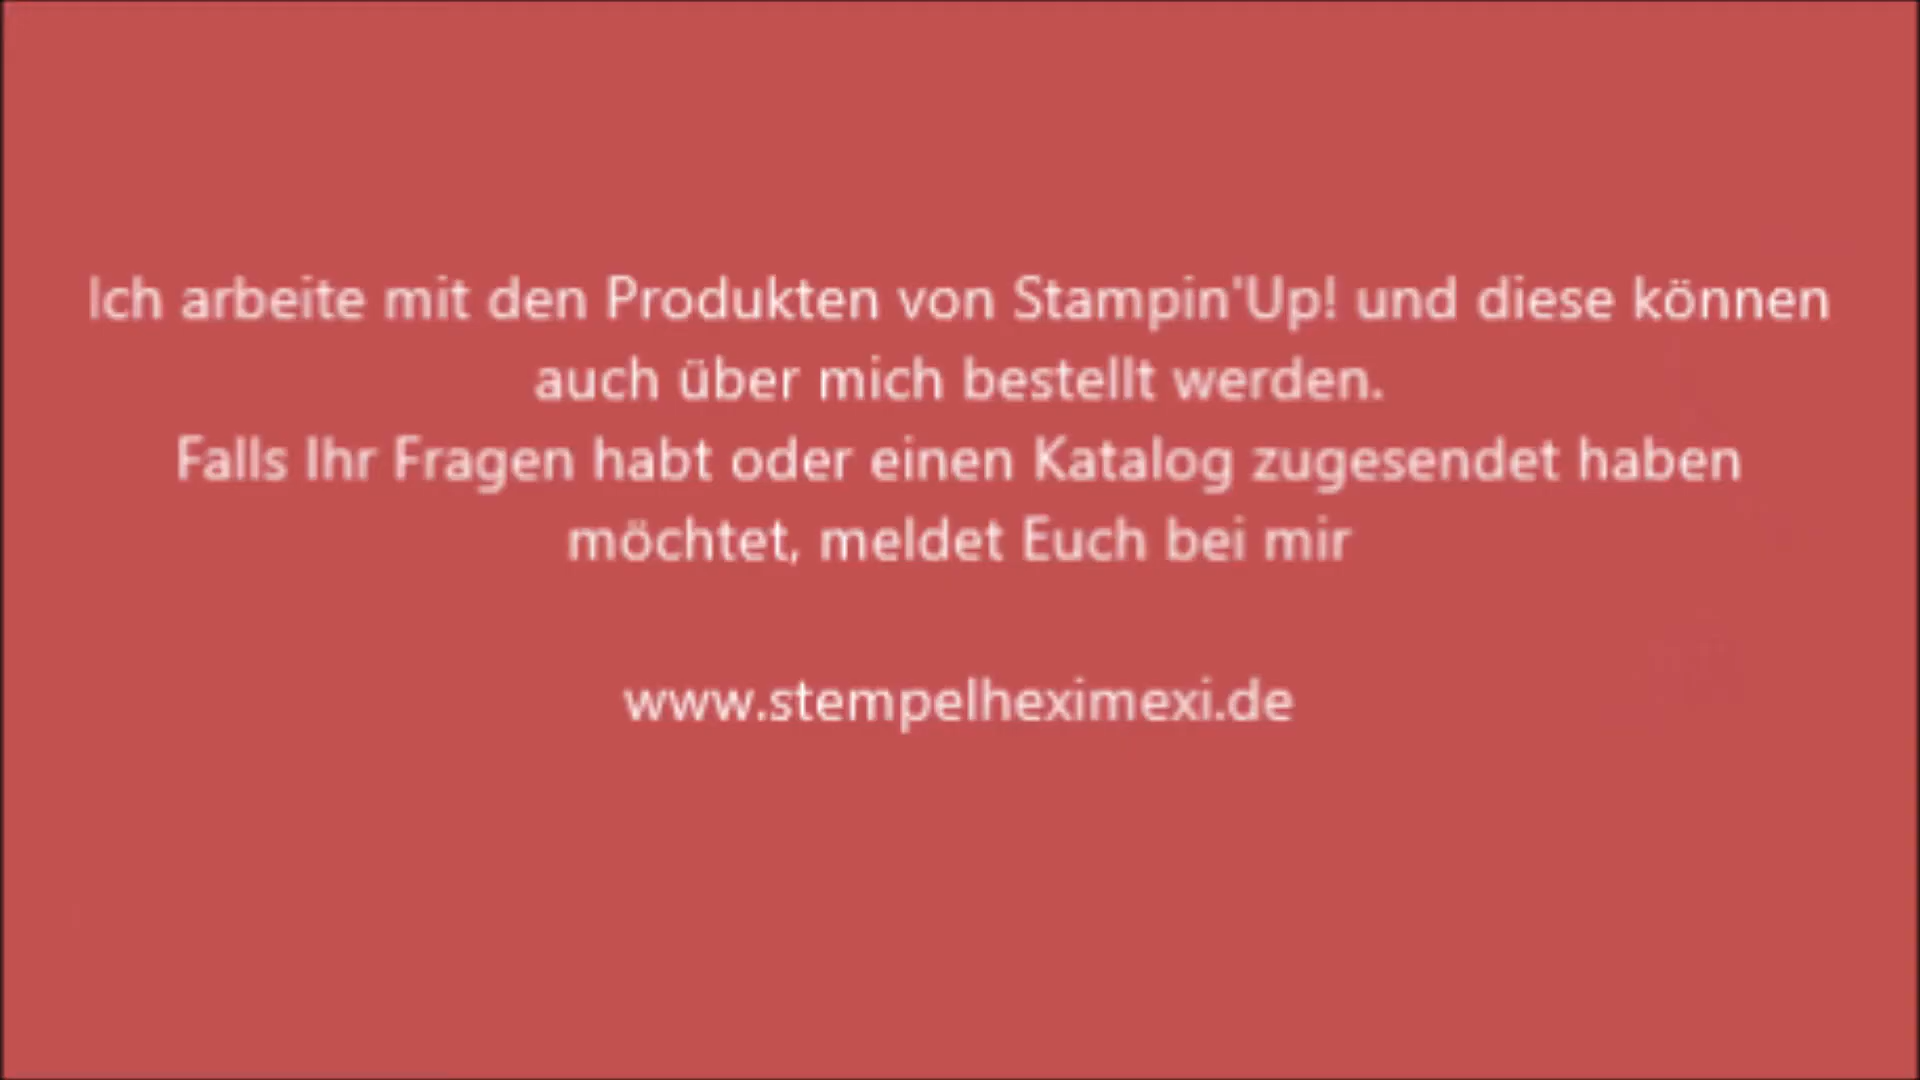 Ich arbeite mit den Produkten von Stampin'Up! und diese können
auch über mich bestellt werden.
Falls Ihr Fragen habt oder einen Katalog zugesendet haben
möchtet, meldet Euch bei mir
www.stempelheximexi.de